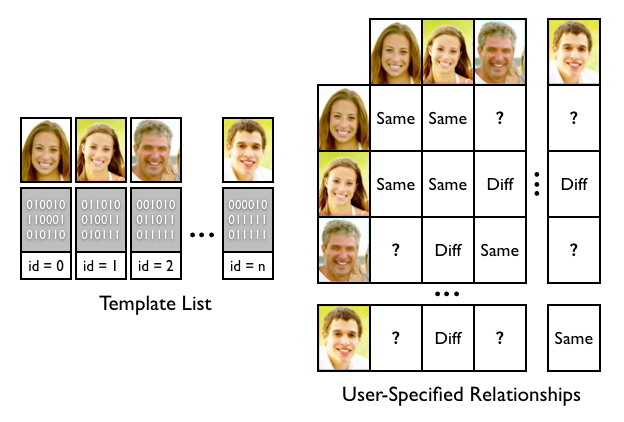 010010 011010 001010 000010
110001 010011 011011 01111
010110 010111 011111 011111
...
id = 0 id = 1 id = 2 id = n
Template List
Same Same ? ?
Same Same Diff Diff
? Diff Same ?
...
? Diff ? Same
User-Specified Relationships